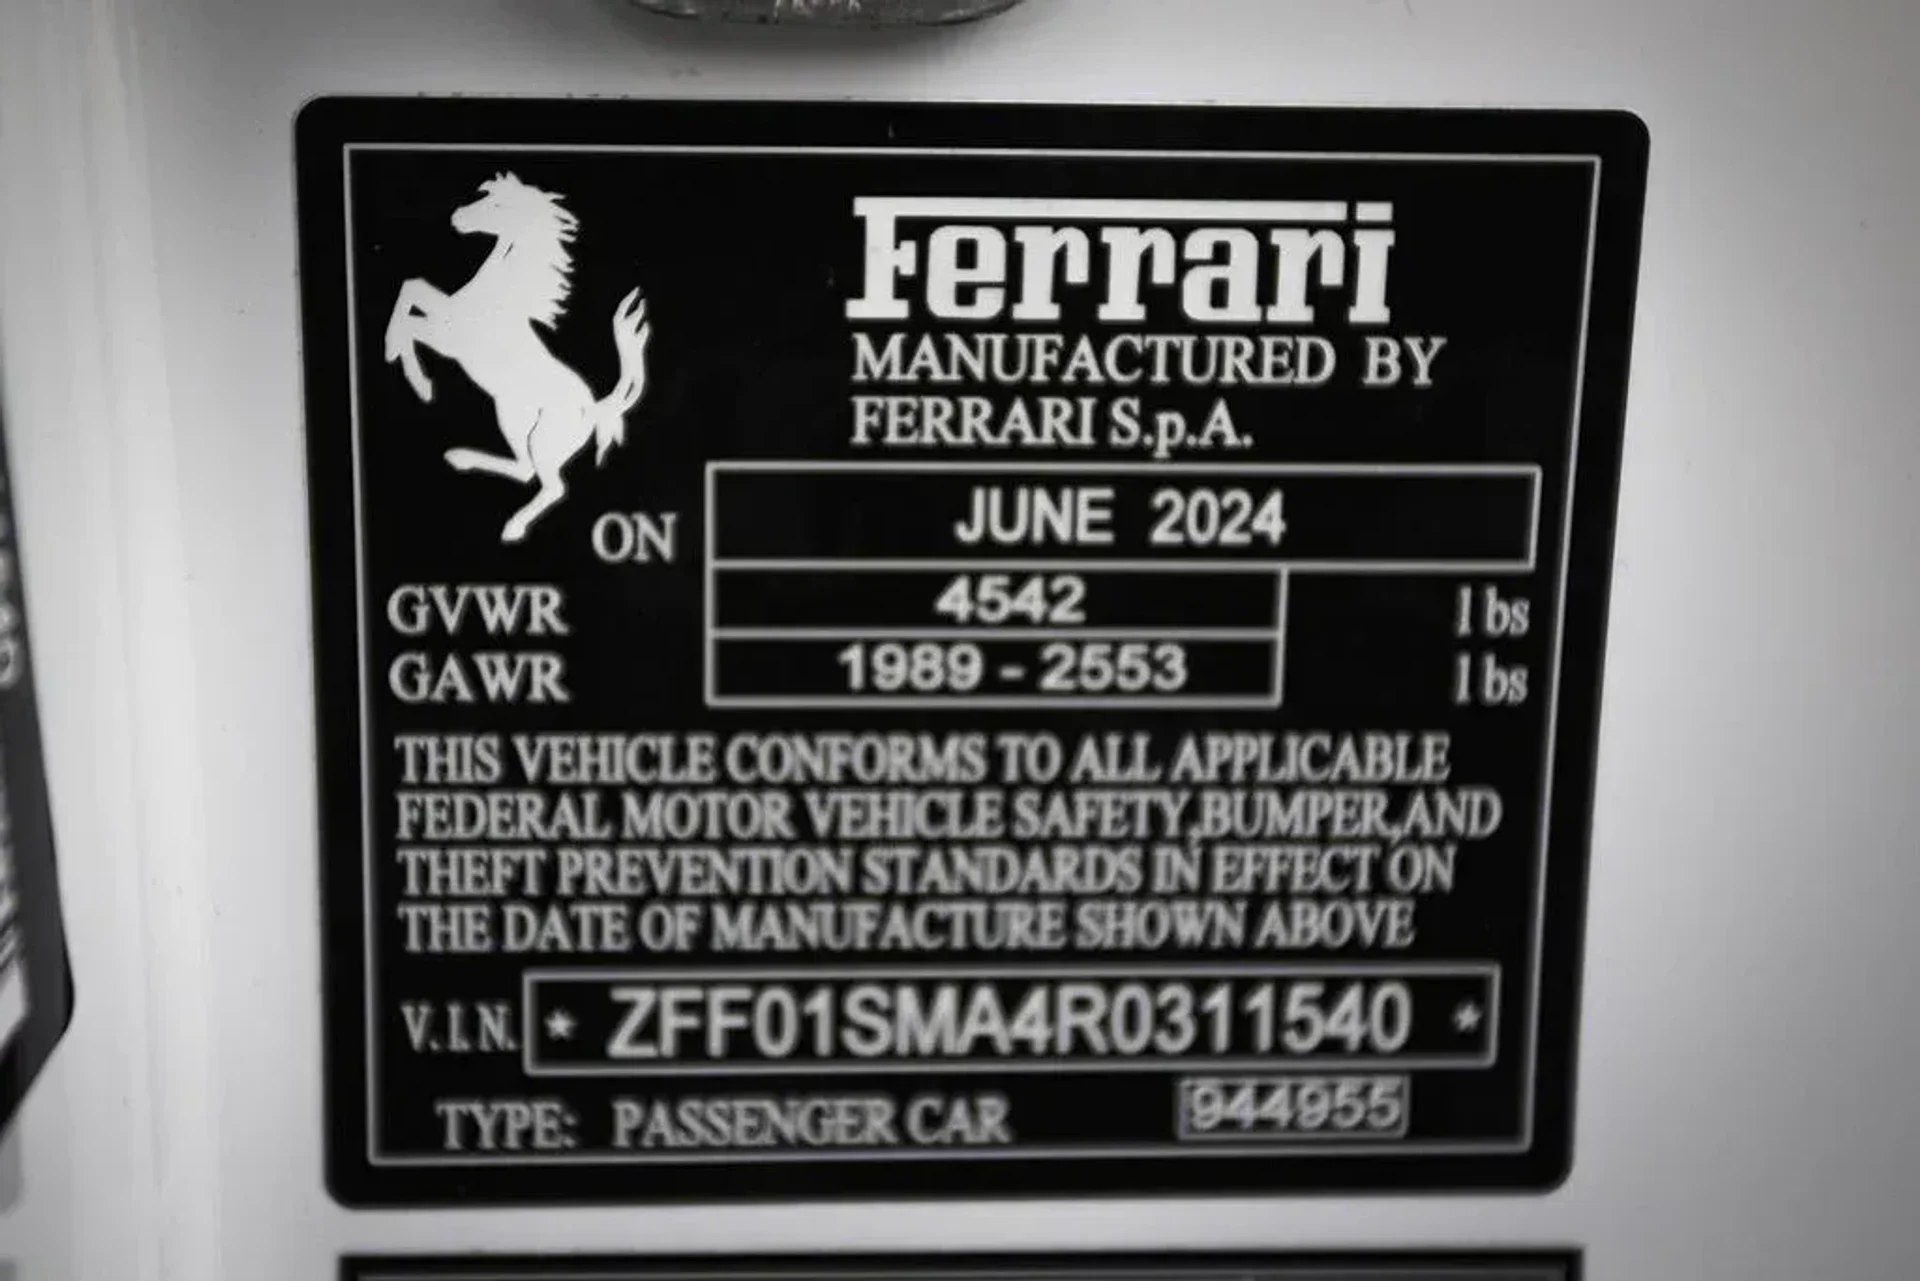 Ferrari
MANUFACTURED BY
FERRARI S.p.A.
ON JUNE 2024
GVWR 4542 lbs
GAWR 1989 - 2553 lbs
THIS VEHICLE CONFORMS TO ALL APPLICABLE
FEDERAL MOTOR VEHICLE SAFETY,BUMPER,AND
THEFT PREVENTION STANDARDS IN EFFECT ON
THE DATE OF MANUFACTURE SHOWN ABOVE
V.I.N. * ZFF01SMA4R0311540 *
TYPE: PASSENGER CAR 944955